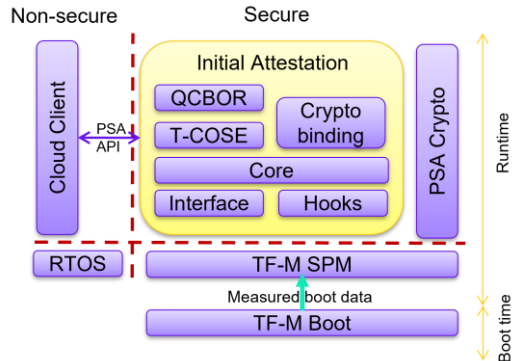 Non-secure
Secure
Initial Attestation
QCBOR
Crypto
binding
T-COSE
Core
Interface
Hooks
Cloud Client
PSA
API
PSA Crypto
Runtime
RTOS
TF-M SPM
Measured boot data
TF-M Boot
Boot time